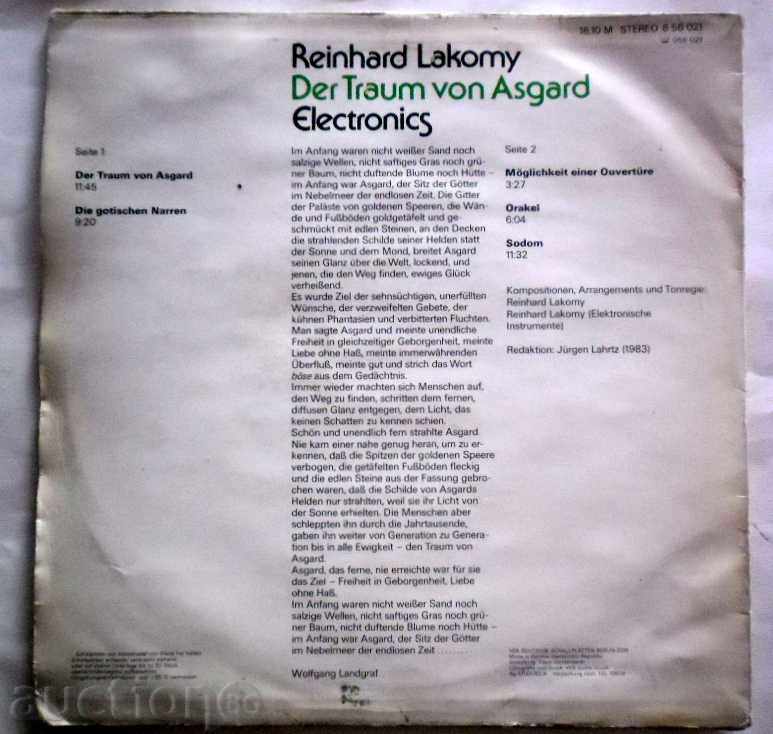 16,10 M STEREO 8 56 021
Reinhard Lakomy
Der Traum von Asgard
Electronics
Seite 1
Der Traum von Asgard
11:45
Die gotischen Narren
9:20
Im Anfang waren nicht weißer Sand noch
salzige Wellen, nicht saftiges Gras noch grü-
ner Baum, nicht duftende Blume noch Hütte –
im Anfang war Asgard, der Sitz der Götter
im Nebelmeer der endlosen Zeit. Die Gitter
der Paläste von goldenen Speeren, die Wän-
de und Fußböden goldgetäfelt und ge-
schmückt mit edlen Steinen, an den Decken
die strahlenden Schilde seiner Helden statt
der Sonne und dem Mond, breitet Asgard
seinen Glanz über die Welt, lockend, und
jenen, die den Weg finden, ewiges Glück
verheißend.
Es wurde Ziel der sehnsüchtigen, unerfüllten
Wünsche, der verzweifelten Gebete, der
kühnen Phantasien und verbitterten Fluchten.
Man sagte Asgard und meinte unendliche
Freiheit in gleichzeitiger Geborgenheit, meinte
Liebe ohne Haß, meinte immerwährenden
Überfluß, meinte gut und strich das Wort
böse aus dem Gedächtnis.
Immer wieder machten sich Menschen auf,
den Weg zu finden, schritten dem fernen,
diffusen Glanz entgegen, dem Licht, das
keinen Schatten zu kennen schien.
Schön und unendlich fern strahlte Asgard.
Nie kam einer nahe genug heran, um zu er-
kennen, daß die Spitzen der goldenen Speere
verbogen, die getäfelten Fußböden fleckig
und die edlen Steine aus der Fassung gebro-
chen waren, daß die Schilde von Asgards
Helden nur strahlten, weil sie ihr Licht von
der Sonne erhielten. Die Menschen aber
schleppten ihn durch die Jahrtausende,
gaben ihn weiter von Generation zu Genera-
tion bis in alle Ewigkeit – den Traum von
Asgard.
Asgard, das ferne, nie erreichte war für sie
das Ziel – Freiheit in Geborgenheit, Liebe
ohne Haß.
Im Anfang waren nicht weißer Sand noch
salzige Wellen, nicht saftiges Gras noch grü-
ner Baum, nicht duftende Blume noch Hütte –
im Anfang war Asgard, der Sitz der Götter
im Nebelmeer der endlosen Zeit ........
Wolfgang Landgraf
Seite 2
Möglichkeit einer Ouvertüre
3:27
Orakel
6:04
Sodom
11:32
Kompositionen, Arrangements und Tonregie:
Reinhard Lakomy
Reinhard Lakomy (Elektronische
Instrumente)
Redaktion: Jürgen Lahrtz (1983)
VEB DEUTSCHE SCHALLPLATTEN BERLIN DDR
auction